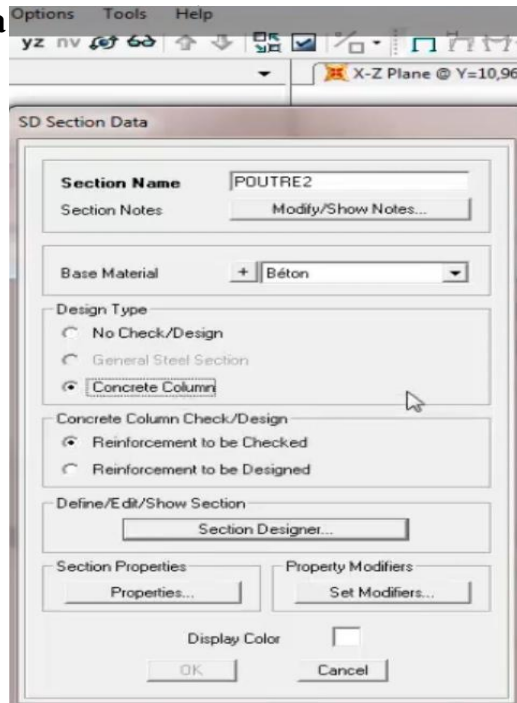 a
Options Tools Help
yz nv
X-Z Plane @ Y=10,96
SD Section Data
Section Name POUTRE2
Section Notes Modify/Show Notes...
Base Material + Béton
Design Type
No Check/Design
General Steel Section
Concrete Column
Concrete Column Check/Design
Reinforcement to be Checked
Reinforcement to be Designed
Define/Edit/Show Section
Section Designer...
Section Properties Property Modifiers
Properties... Set Modifiers...
Display Color
OK Cancel